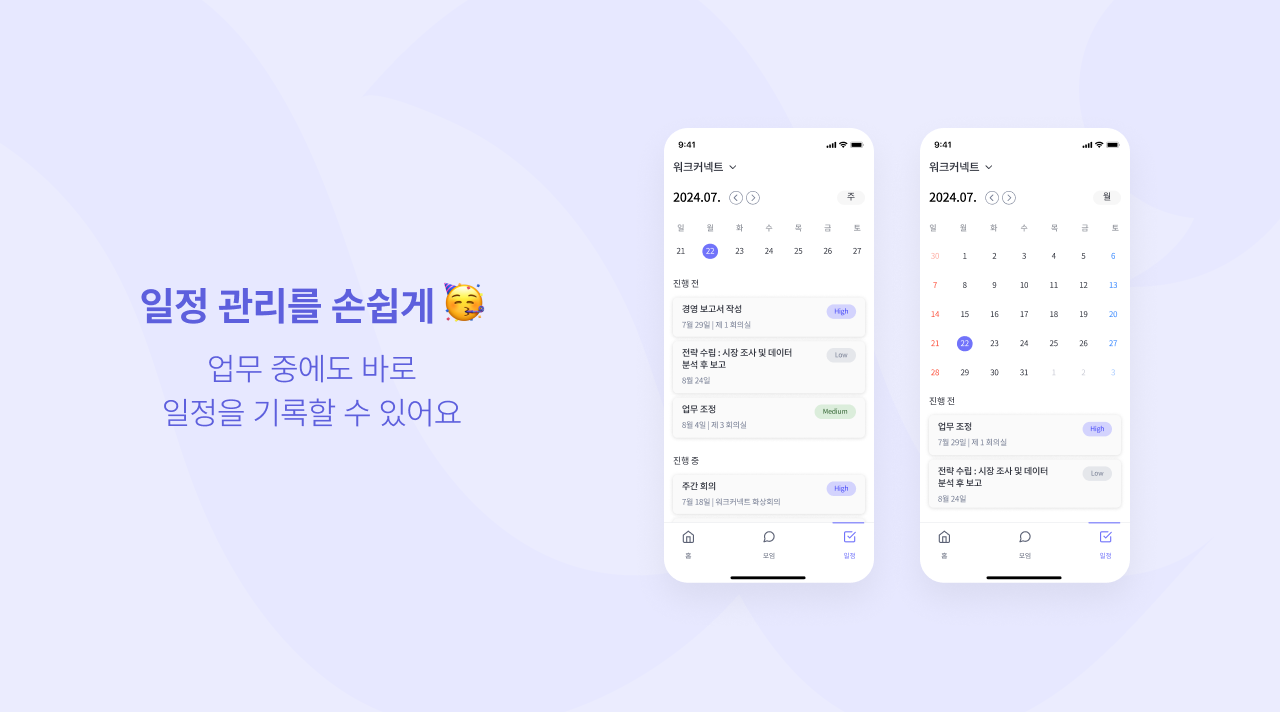 일정 관리를 손쉽게 🥳
업무 중에도 바로
일정을 기록할 수 있어요
9:41
워크커넥트
2024.07.
주
일 월 화 수 목 금 토
21 22 23 24 25 26 27
진행 전
경영 보고서 작성
High
7월 29일 | 제 1 회의실
전략 수립 : 시장 조사 및 데이터
분석 후 보고
Low
8월 24일
업무 조정
Medium
8월 4일 | 제 3 회의실
진행 중
주간 회의
High
7월 18일 | 워크커넥트 화상회의
홈 모임 일정
9:41
워크커넥트
2024.07.
월
일 월 화 수 목 금 토
30 1 2 3 4 5 6
7 8 9 10 11 12 13
14 15 16 17 18 19 20
21 22 23 24 25 26 27
28 29 30 31 1 2 3
진행 전
업무 조정
High
7월 29일 | 제 1 회의실
전략 수립 : 시장 조사 및 데이터
분석 후 보고
Low
8월 24일
홈 모임 일정